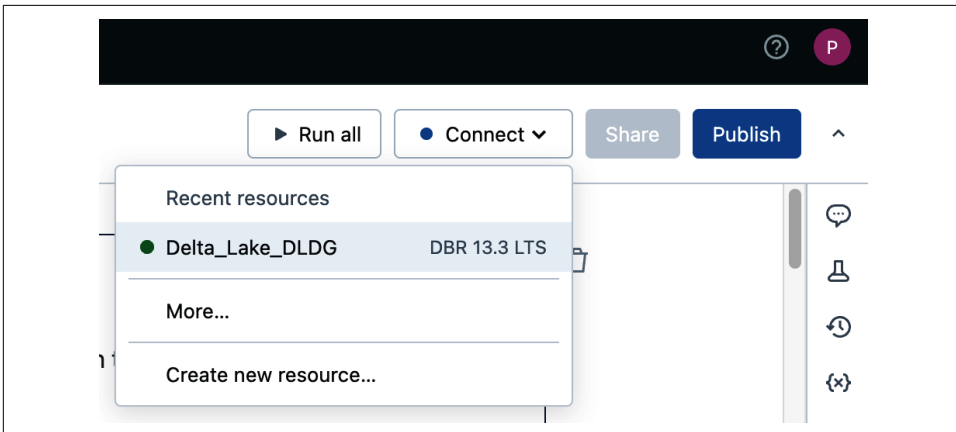 P
Run all
Connect
Share
Publish
Recent resources
Delta_Lake_DLDG DBR 13.3 LTS
More...
Create new resource...
{x}